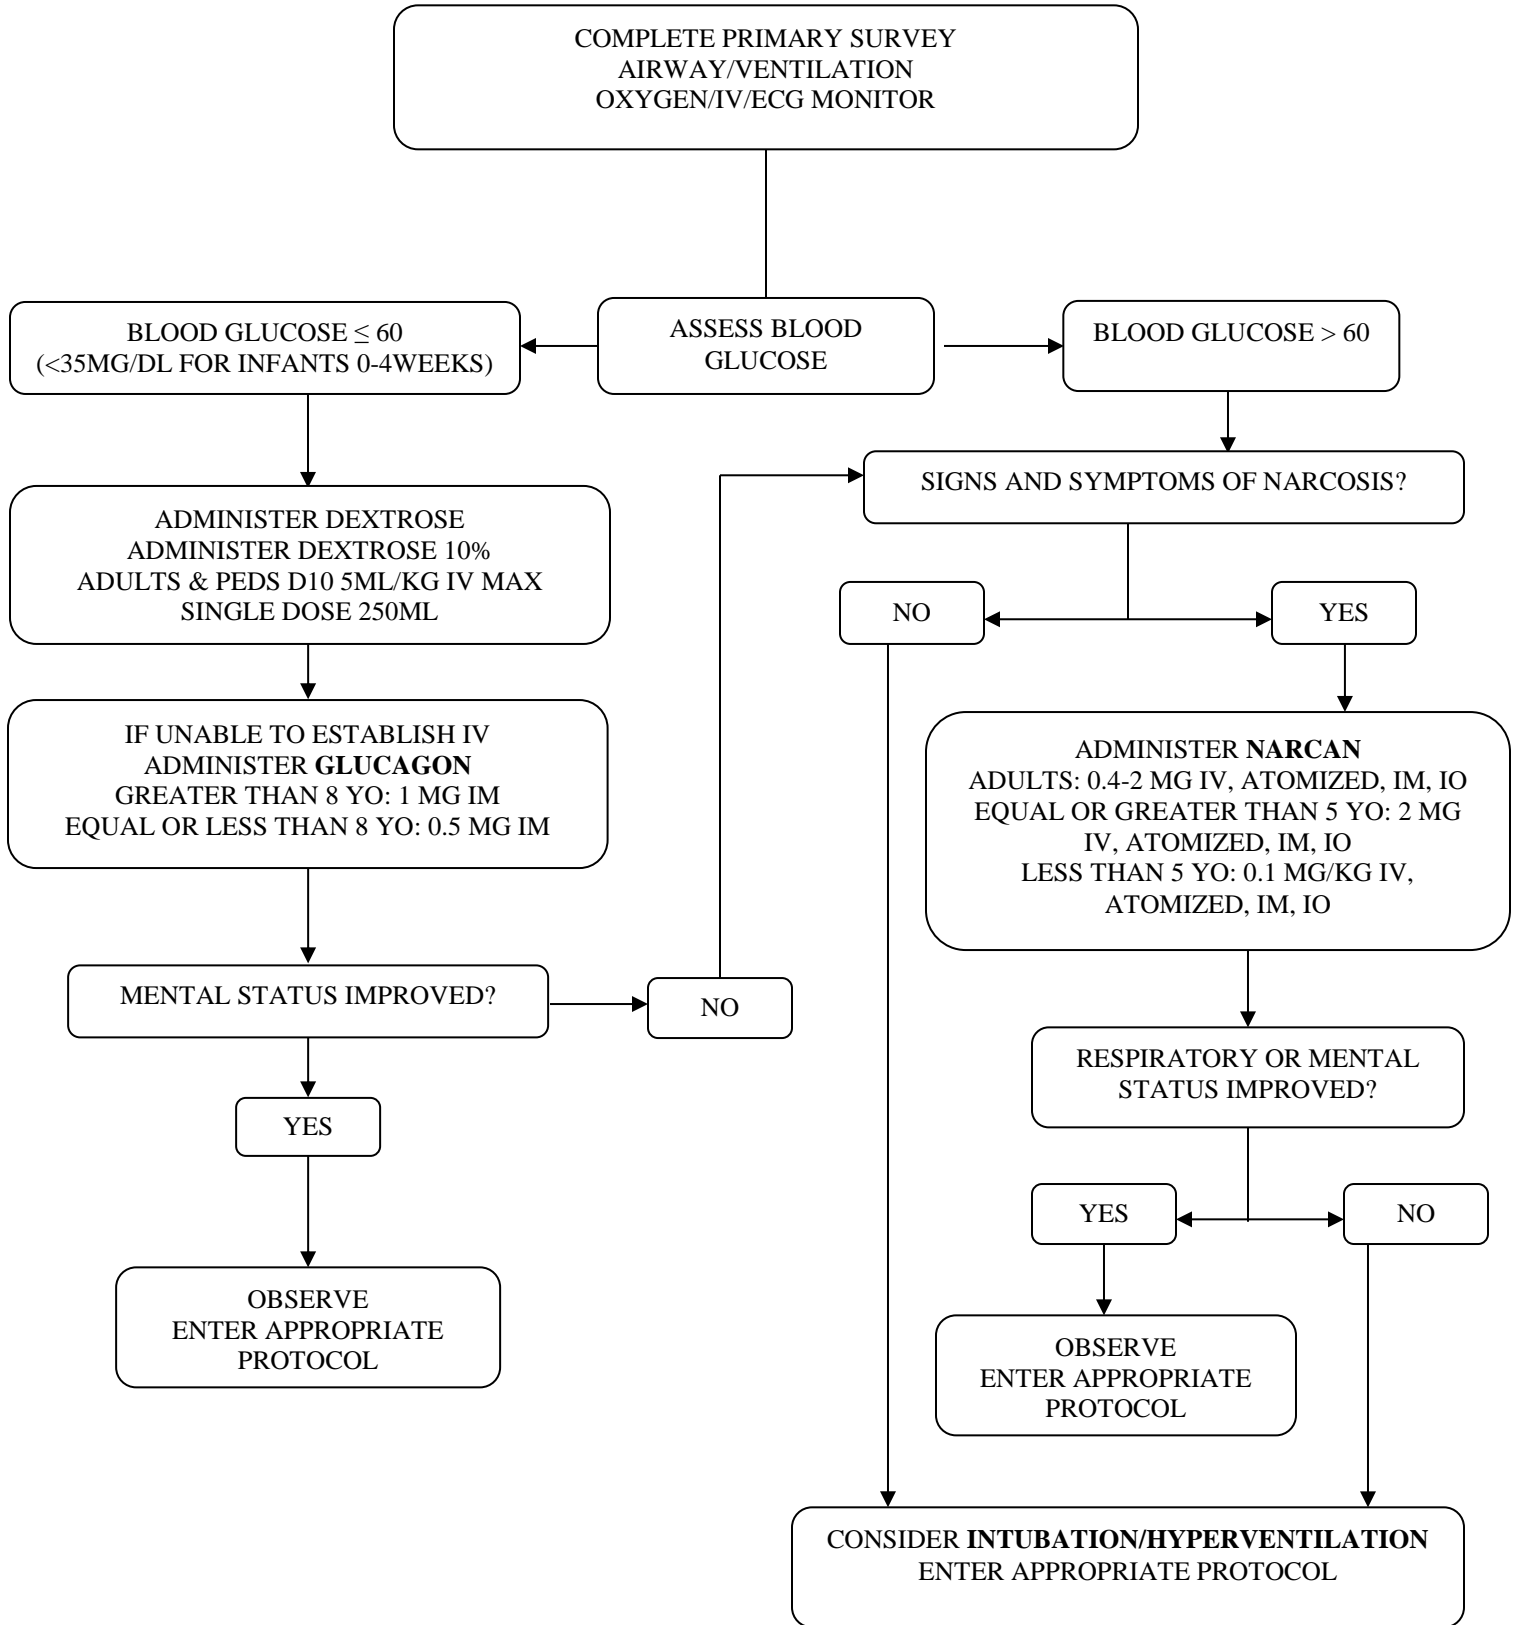 COMPLETE PRIMARY SURVEY
AIRWAY/VENTILATION
OXYGEN/IV/ECG MONITOR
BLOOD GLUCOSE ≤ 60
(<35MG/DL FOR INFANTS 0-4WEEKS)
ASSESS BLOOD
GLUCOSE
BLOOD GLUCOSE > 60
SIGNS AND SYMPTOMS OF NARCOSIS?
ADMINISTER DEXTROSE
ADMINISTER DEXTROSE 10%
ADULTS & PEDS D10 5ML/KG IV MAX
SINGLE DOSE 250ML
NO
YES
IF UNABLE TO ESTABLISH IV
ADMINISTER GLUCAGON
GREATER THAN 8 YO: 1 MG IM
EQUAL OR LESS THAN 8 YO: 0.5 MG IM
ADMINISTER NARCAN
ADULTS: 0.4-2 MG IV, ATOMIZED, IM, IO
EQUAL OR GREATER THAN 5 YO: 2 MG
IV, ATOMIZED, IM, IO
LESS THAN 5 YO: 0.1 MG/KG IV,
ATOMIZED, IM, IO
MENTAL STATUS IMPROVED?
NO
RESPIRATORY OR MENTAL
STATUS IMPROVED?
YES
YES
NO
OBSERVE
ENTER APPROPRIATE
PROTOCOL
OBSERVE
ENTER APPROPRIATE
PROTOCOL
CONSIDER INTUBATION/HYPERVENTILATION
ENTER APPROPRIATE PROTOCOL